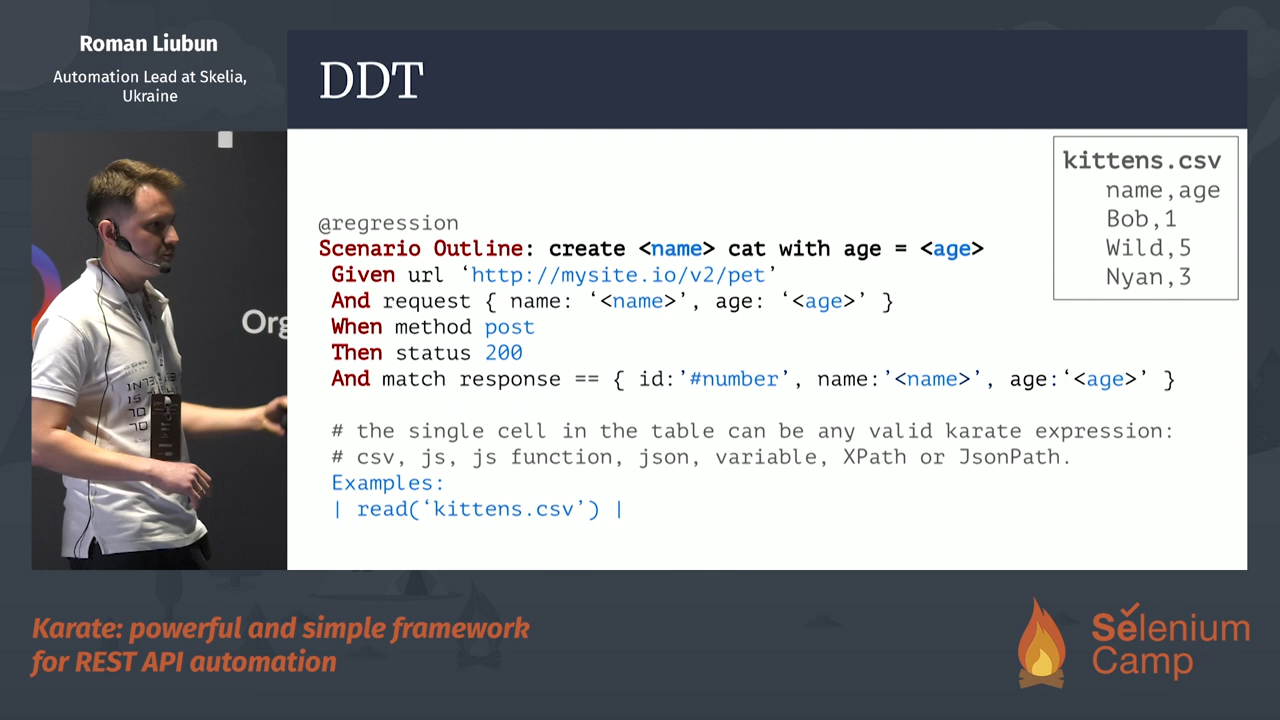 Roman Liubun
Automation Lead at Skelia,
Ukraine
DDT
kittens.csv
name,age
Bob,1
Wild,5
Nyan,3
@regression
Scenario Outline: create <name> cat with age = <age>
Given url ‘http://mysite.io/v2/pet’
And request { name: ‘<name>’, age: ‘<age>’ }
When method post
Then status 200
And match response == { id:’#number’, name:’<name>’, age:‘<age>’ }
# the single cell in the table can be any valid karate expression:
# csv, js, js function, json, variable, XPath or JsonPath.
Examples:
| read(‘kittens.csv’) |
Org
Karate: powerful and simple framework
for REST API automation
Selenium
Camp